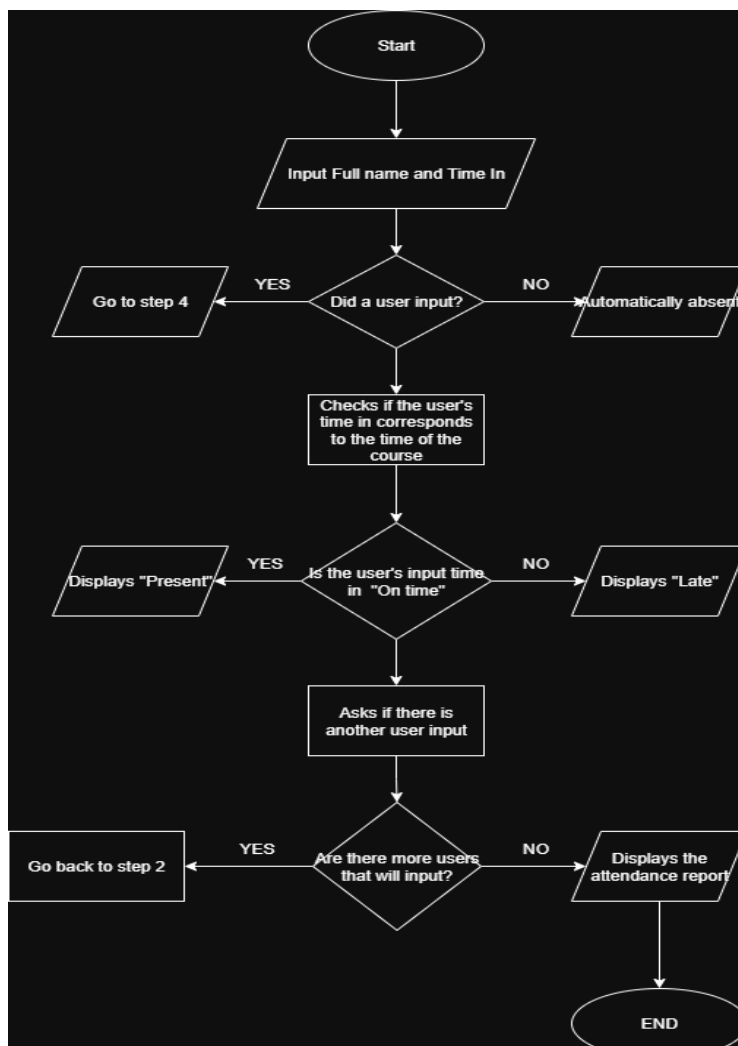 Start
Input Full name and Time In
YES
NO
Go to step 4
Did a user input?
Automatically absent
Checks if the user's
time in corresponds
to the time of the
course
YES
NO
Displays "Present"
Is the user's input time
in "On time"
Displays "Late"
Asks if there is
another user input
YES
NO
Go back to step 2
Are there more users
that will input?
Displays the
attendance report
END